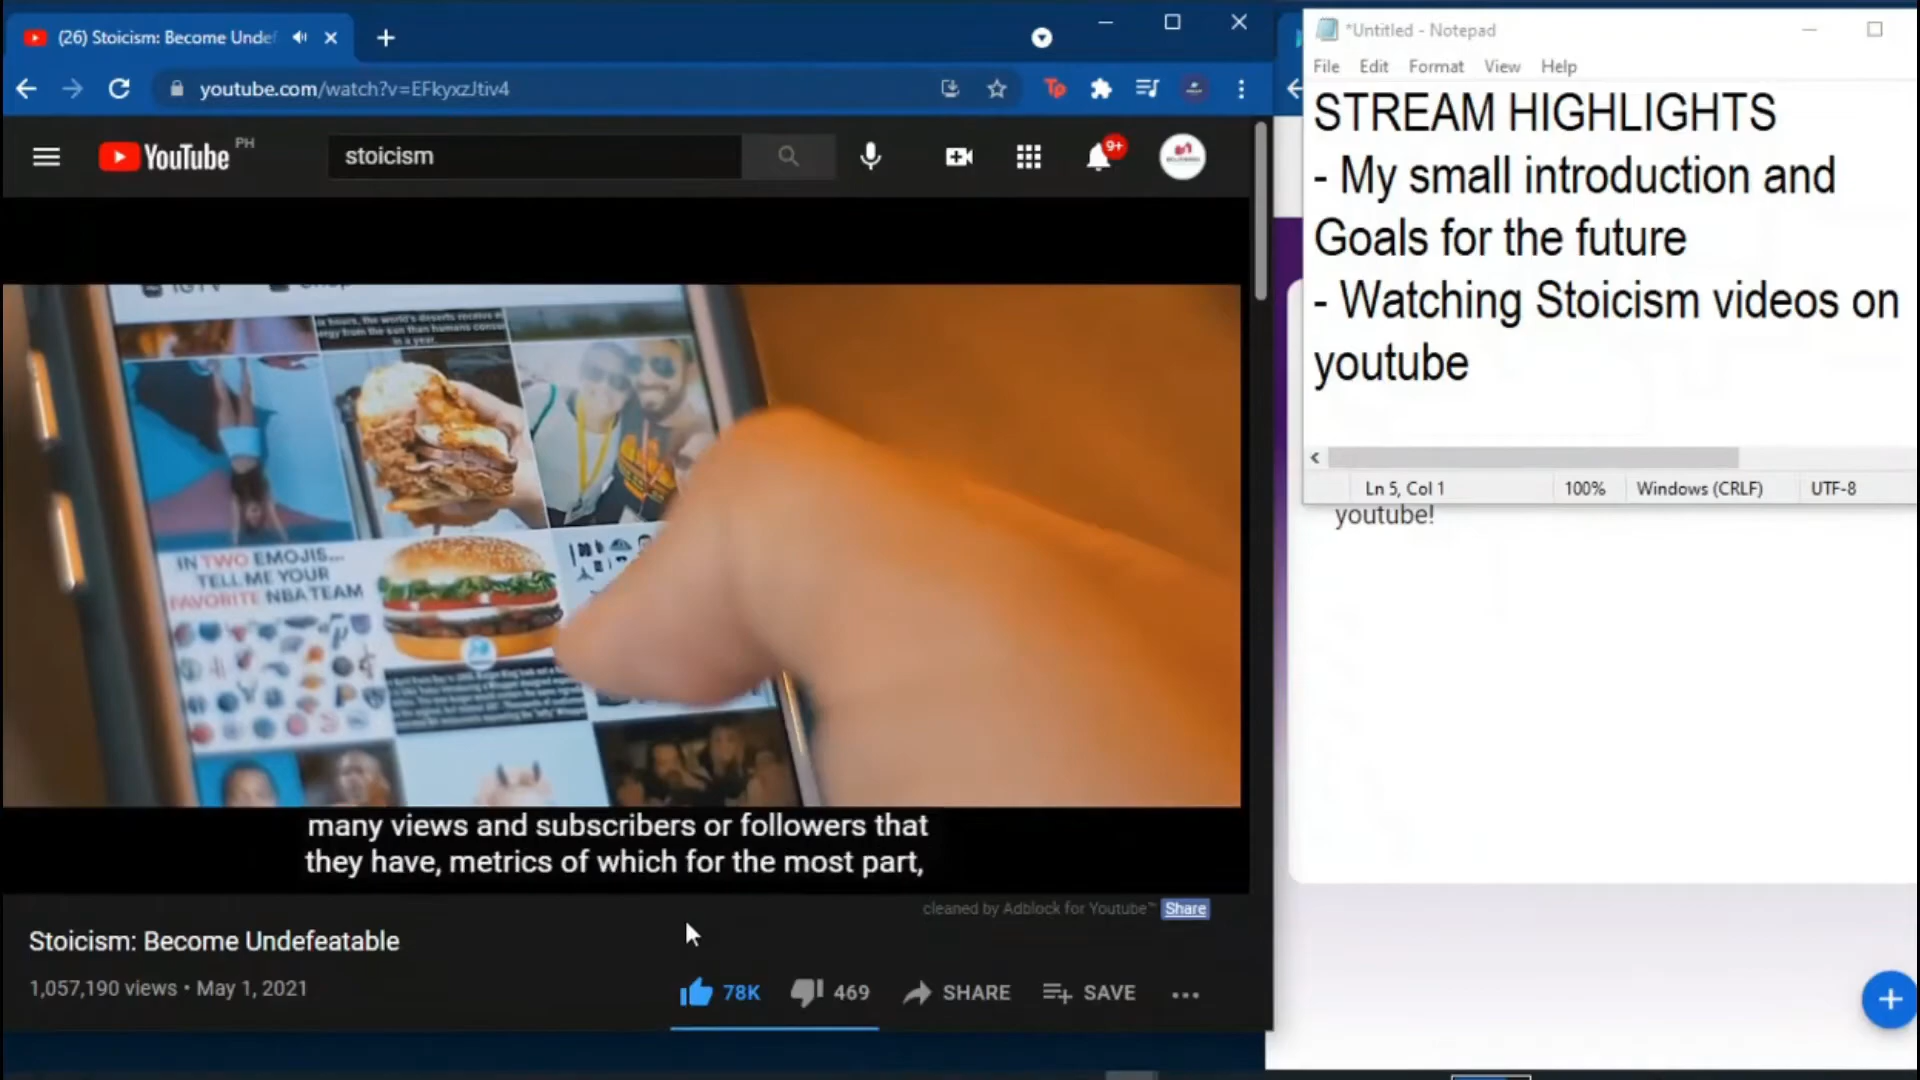 (26) Stoicism: Become Undef
youtube.com/watch?v=EFkyxzJtiv4
YouTube PH
stoicism
9+
IN TWO EMOJIS...
TELL ME YOUR
FAVORITE NBA TEAM
many views and subscribers or followers that
they have, metrics of which for the most part,
cleaned by Adblock for Youtube™ Share
Stoicism: Become Undefeatable
1,057,190 views • May 1, 2021
78K 469 SHARE SAVE
*Untitled - Notepad
File Edit Format View Help
STREAM HIGHLIGHTS
- My small introduction and
Goals for the future
- Watching Stoicism videos on
youtube
Ln 5, Col 1 100% Windows (CRLF) UTF-8
youtube!